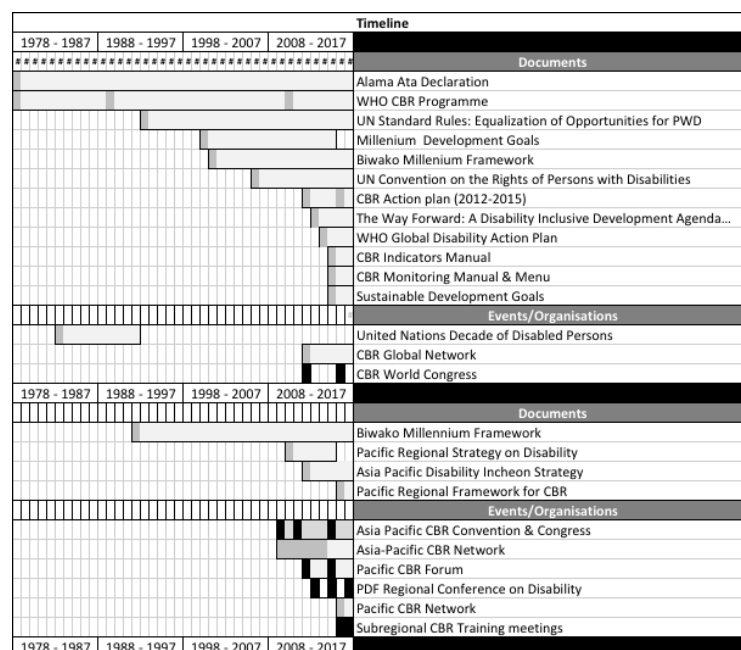 Timeline
1978 - 1987 1988 - 1997 1998 - 2007 2008 - 2017
# # # # # # # # # # # # # # # # # # # # # # # # # # # # # # # # # # # # # # # # Documents
Alama Ata Declaration
WHO CBR Programme
UN Standard Rules: Equalization of Opportunities for PWD
Millenium Development Goals
Biwako Millenium Framework
UN Convention on the Rights of Persons with Disabilities
CBR Action plan (2012-2015)
The Way Forward: A Disability Inclusive Development Agenda...
WHO Global Disability Action Plan
CBR Indicators Manual
CBR Monitoring Manual & Menu
Sustainable Development Goals
Events/Organisations
United Nations Decade of Disabled Persons
CBR Global Network
CBR World Congress
1978 - 1987 1988 - 1997 1998 - 2007 2008 - 2017
Documents
Biwako Millennium Framework
Pacific Regional Strategy on Disability
Asia Pacific Disability Incheon Strategy
Pacific Regional Framework for CBR
Events/Organisations
Asia Pacific CBR Convention & Congress
Asia-Pacific CBR Network
Pacific CBR Forum
PDF Regional Conference on Disability
Pacific CBR Network
Subregional CBR Training meetings
1978 - 1987 1988 - 1997 1998 - 2007 2008 - 2017